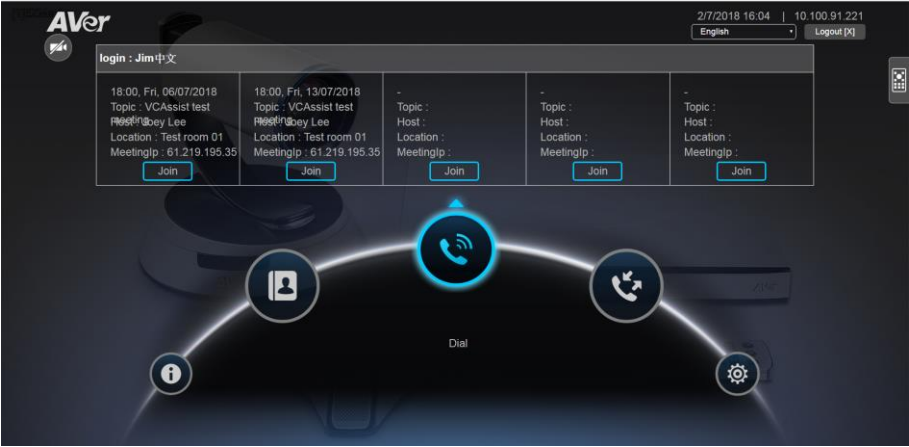 AVer
2/7/2018 16:04 | 10.100.91.221
English
Logout [X]
login : Jim中文
18:00, Fri, 06/07/2018
Topic : VCAssist test
meeting
Host : Joey Lee
Location : Test room 01
MeetingIp : 61.219.195.35
Join
18:00, Fri, 13/07/2018
Topic : VCAssist test
meeting
Host : Joey Lee
Location : Test room 01
MeetingIp : 61.219.195.35
Join
-
Topic :
Host :
Location :
MeetingIp :
Join
-
Topic :
Host :
Location :
MeetingIp :
Join
-
Topic :
Host :
Location :
MeetingIp :
Join
AVer
Dial